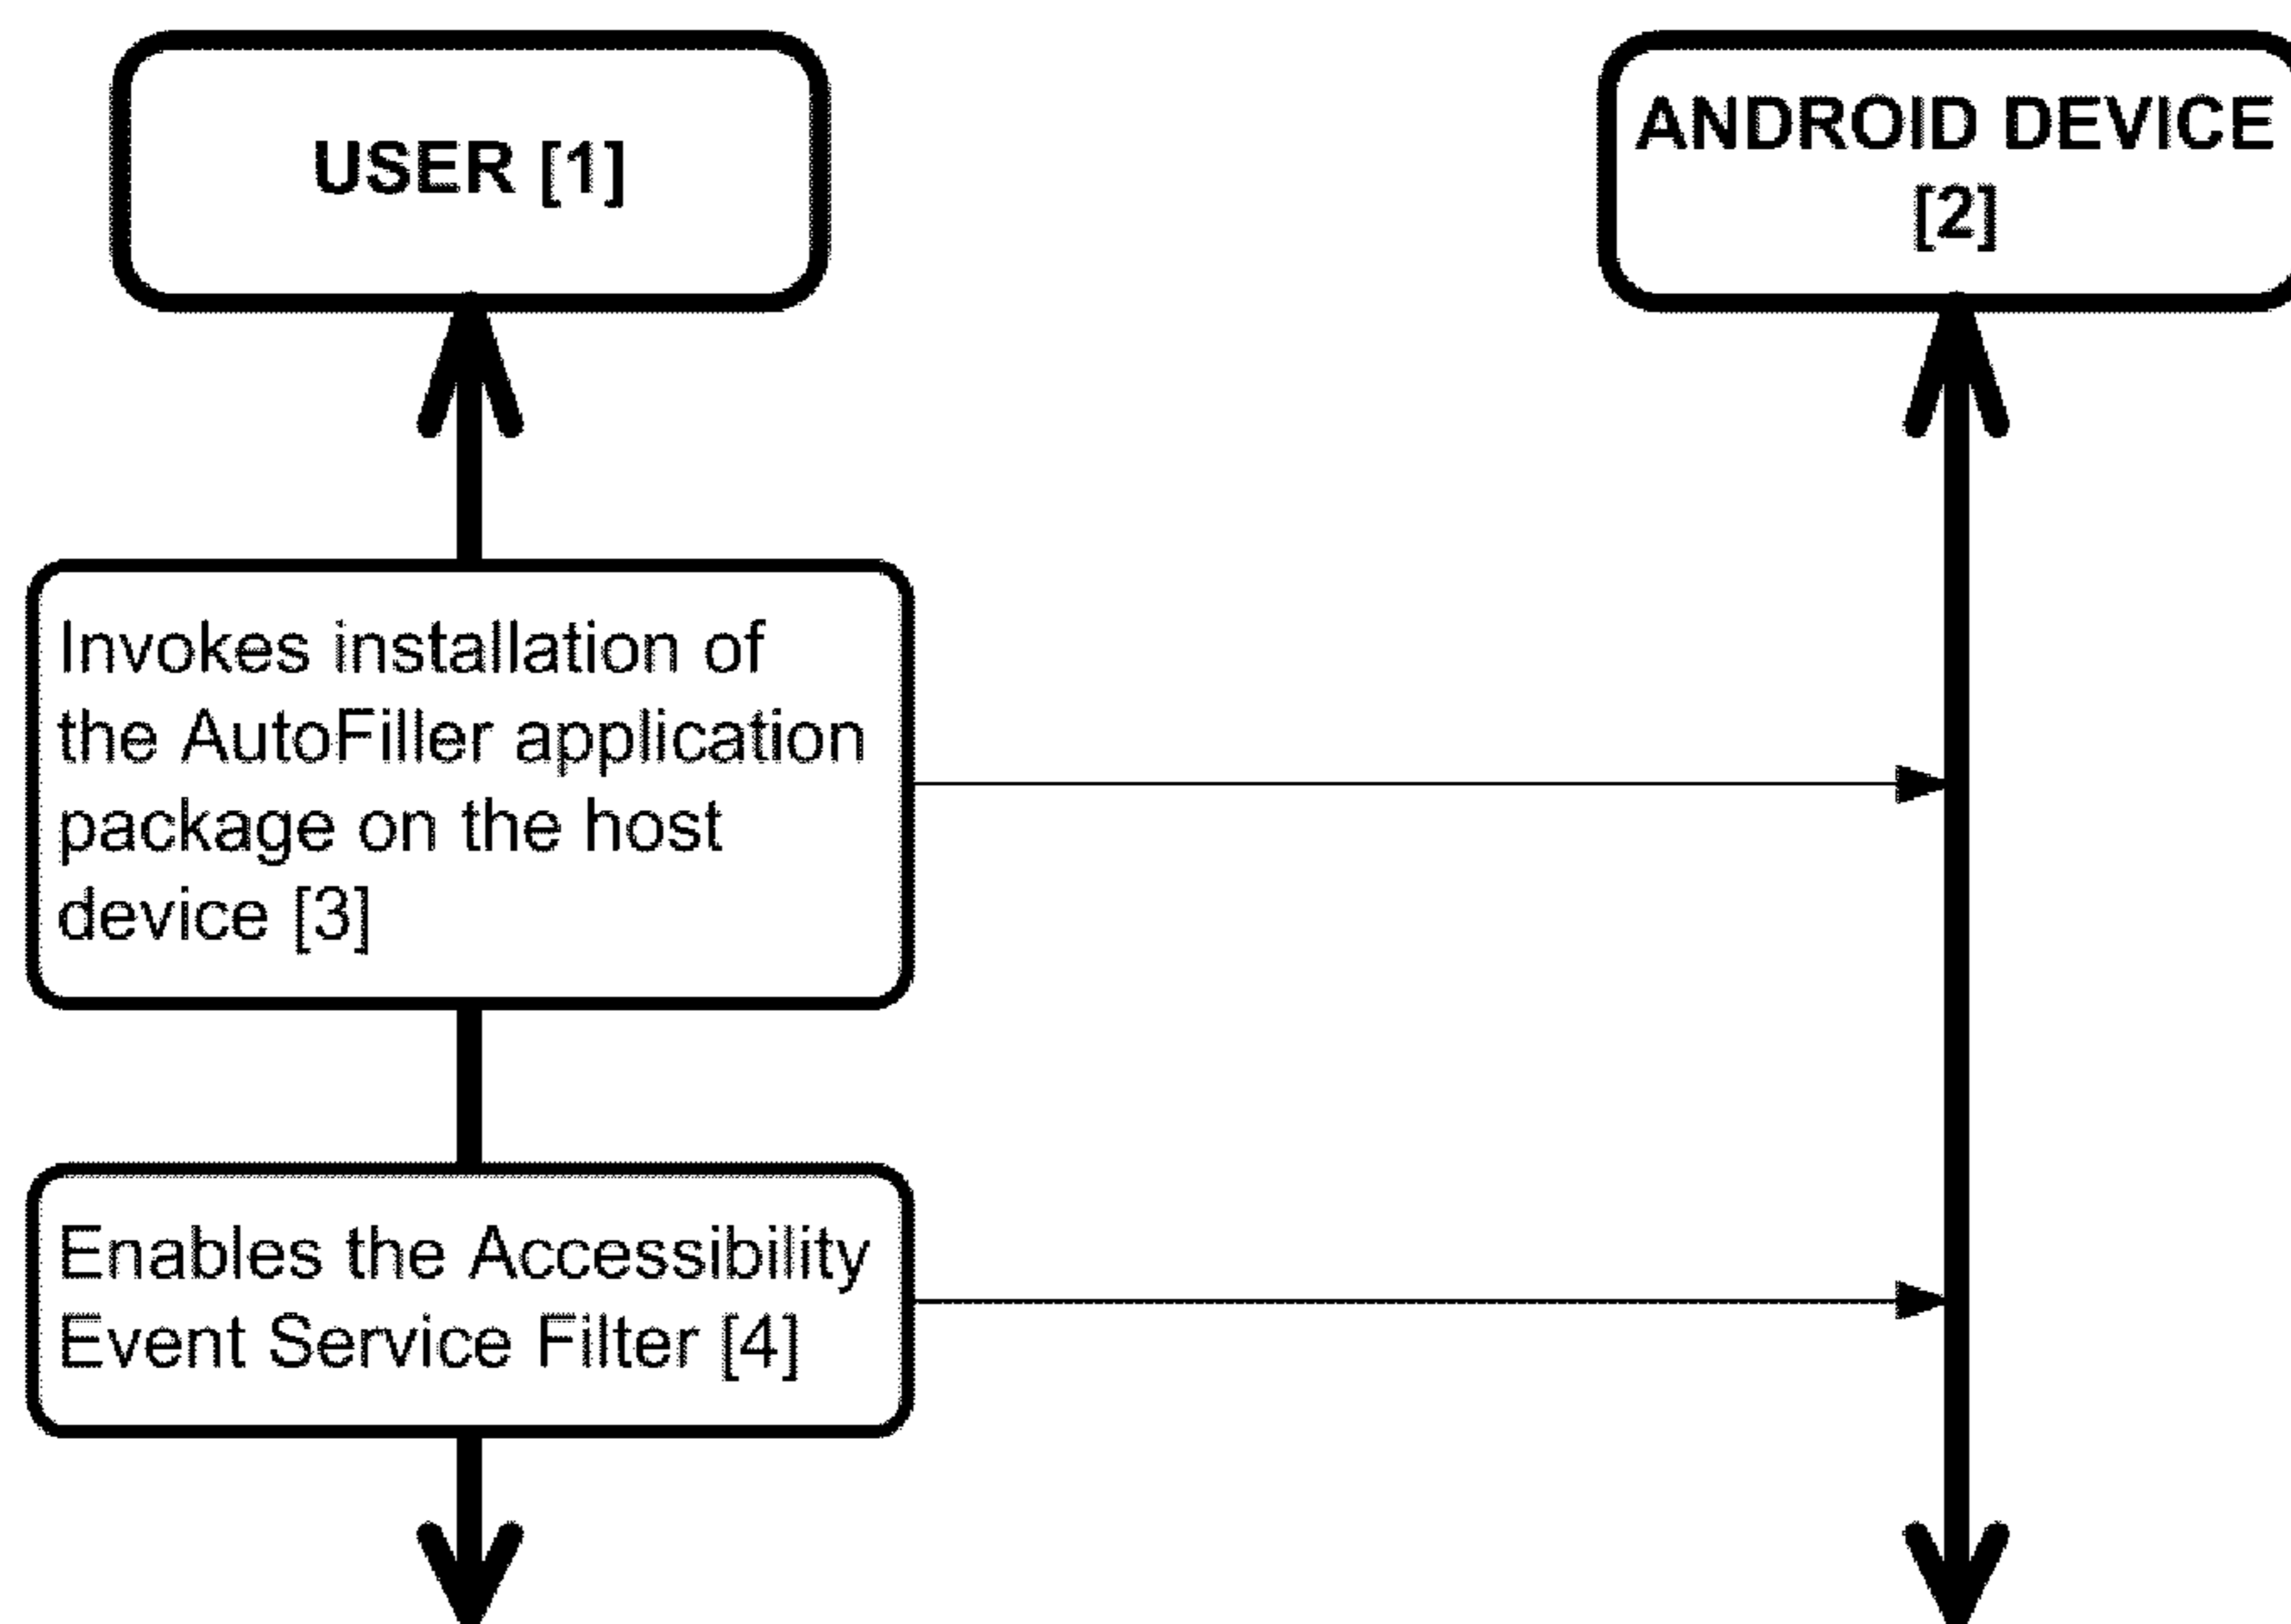 USER [1]
ANDROID DEVICE
[2]
Invokes installation of
the AutoFiller application
package on the host
device [3]
Enables the Accessibility
Event Service Filter [4]